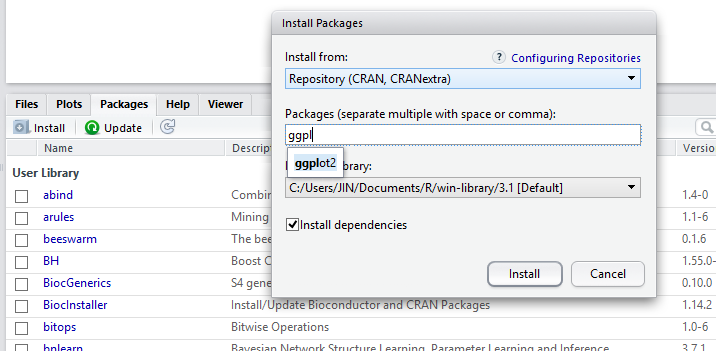 Install Packages
Install from:
? Configuring Repositories
Repository (CRAN, CRANextra)
Packages (separate multiple with space or comma):
ggpl
ggplot2
brary:
C:/Users/JIN/Documents/R/win-library/3.1 [Default]
Install dependencies
Install Cancel
Files Plots Packages Help Viewer
Install Update
Name Descript Versio
User Library
abind Combin 1.4-0
arules Mining 1.1-6
beeswarm The bee 0.1.6
BH Boost C 1.55.0-
BiocGenerics S4 gene 0.10.0
BiocInstaller Install/Update Bioconductor and CRAN Packages 1.14.2
bitops Bitwise Operations 1.0-6
bnlearn Bayesian Network Structure Learning, Parameter Learning and Inference 3.7.1